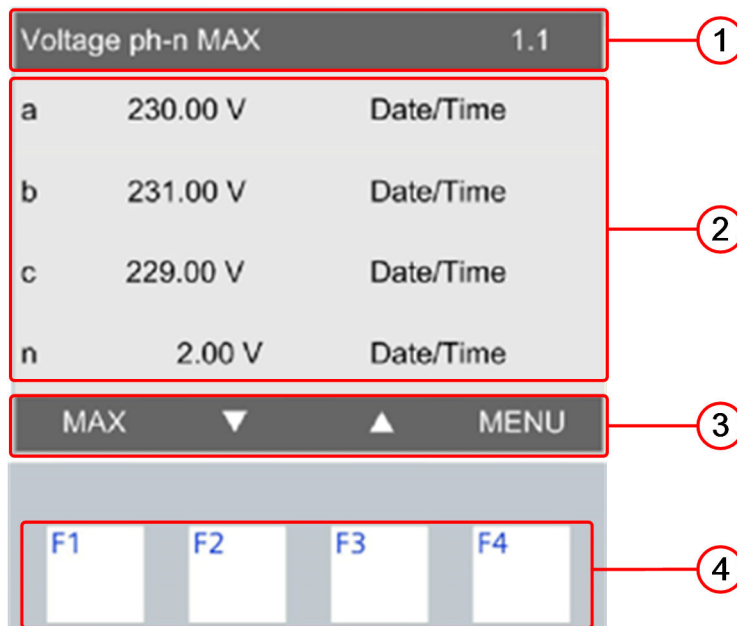 Voltage ph-n MAX 1.1
1
a 230.00 V Date/Time
b 231.00 V Date/Time
2
c 229.00 V Date/Time
n 2.00 V Date/Time
MAX ▼ ▲ MENU
3
F1 F2 F3 F4
4